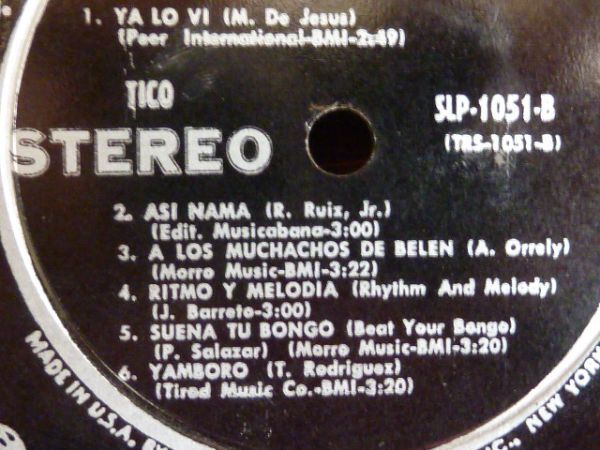 1. YA LO VI (M. De Jesus)
(Peer International-BMI-2:49)
TICO
SLP-1051-B
STEREO
(TRS-1051-B)
2. ASI NAMA (R. Ruiz, Jr.)
(Edit. Musicabana-3:00)
3. A LOS MUCHACHOS DE BELEN (A. Orrely)
(Morro Music-BMI-3:22)
4. RITMO Y MELODIA (Rhythm And Melody)
(J. Barreto-3:00)
5. SUENA TU BONGO (Beat Your Bongo)
(P. Salazar) (Morro Music-BMI-3:20)
6. YAMBORO (T. Rodriguez)
(Tirod Music Co.-BMI-3:20)
MADE IN U.S.A. INC., NEW YORK